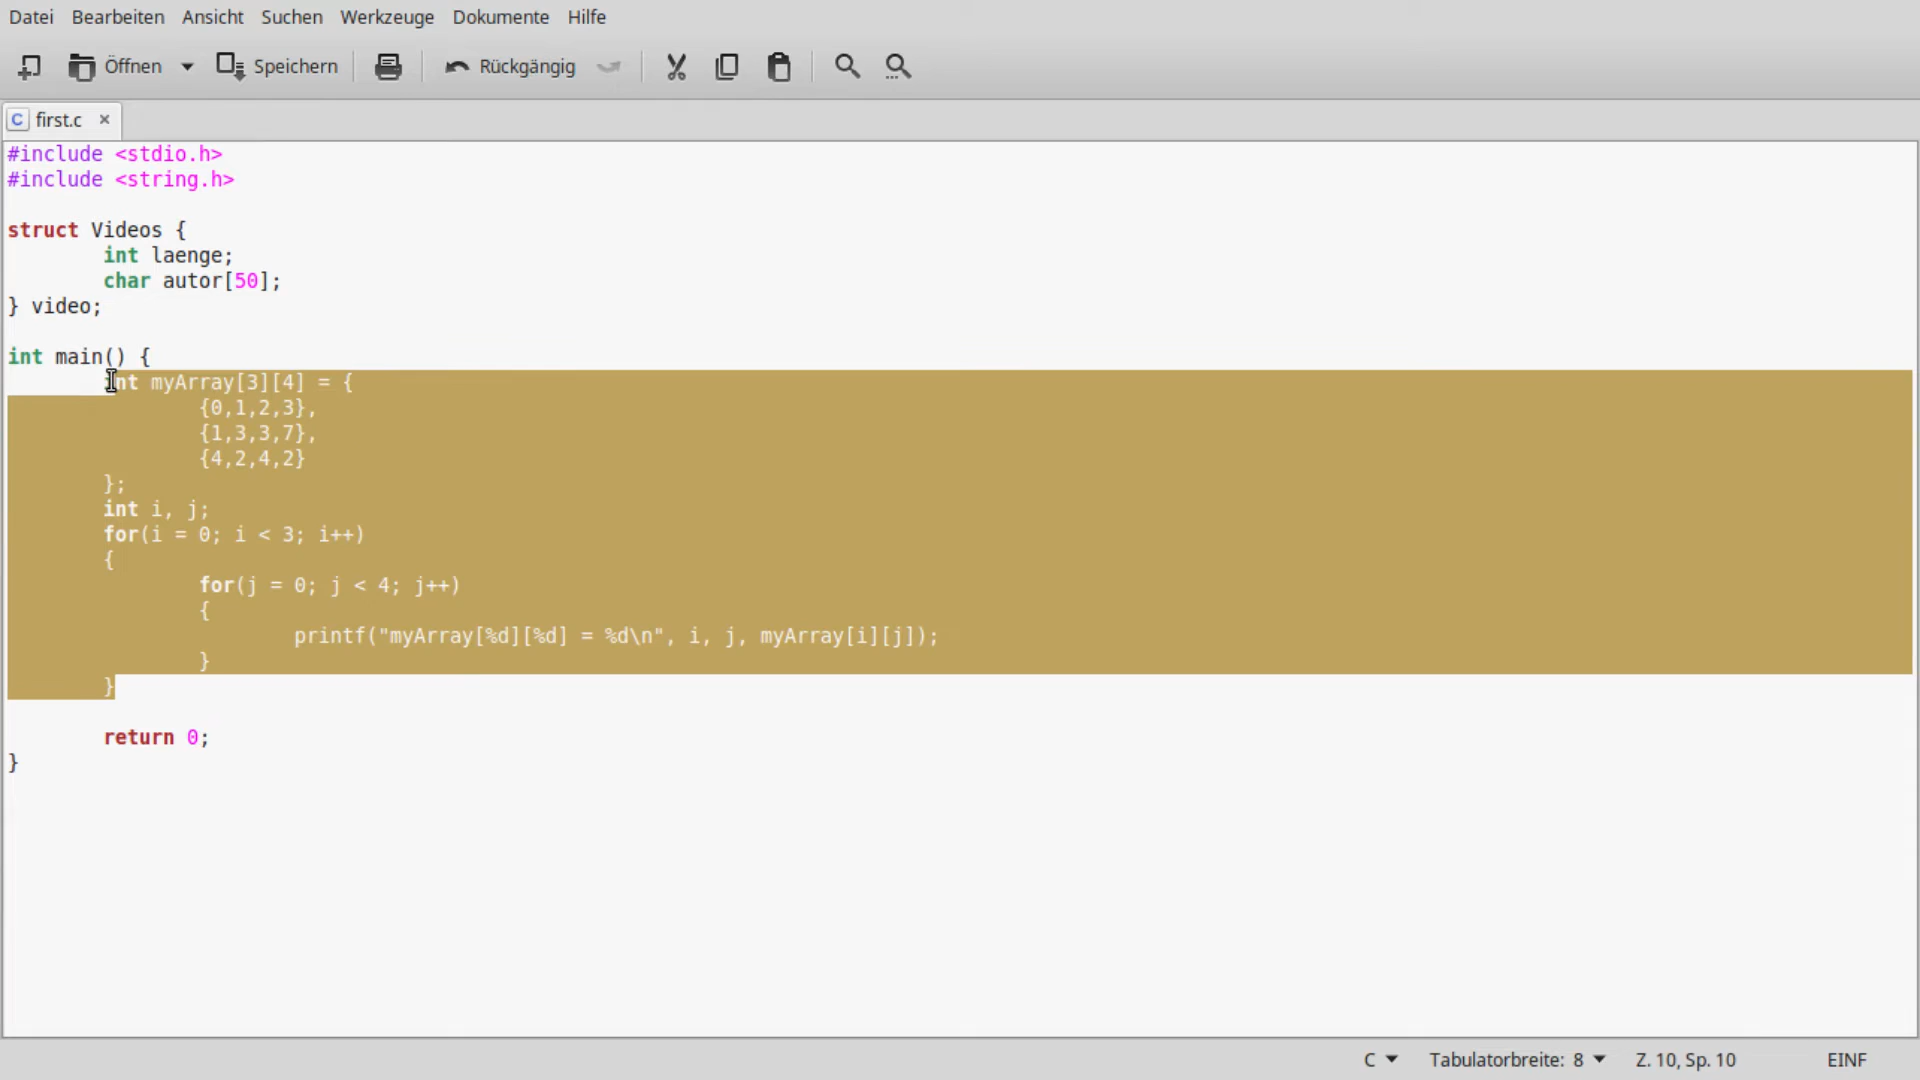 Datei Bearbeiten Ansicht Suchen Werkzeuge Dokumente Hilfe
Öffnen Speichern Rückgängig
C first.c ×
#include <stdio.h>
#include <string.h>
struct Videos {
int laenge;
char autor[50];
} video;
int main() {
int myArray[3][4] = {
{0,1,2,3},
{1,3,3,7},
{4,2,4,2}
};
int i, j;
for(i = 0; i < 3; i++)
{
for(j = 0; j < 4; j++)
{
printf("myArray[%d][%d] = %d\n", i, j, myArray[i][j]);
}
}
return 0;
}
C Tabulatorbreite: 8 Z. 10, Sp. 10 EINF